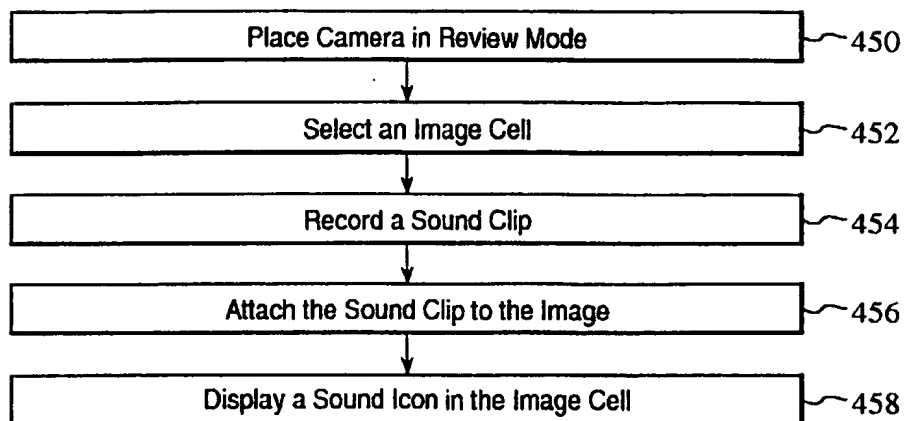 Place Camera in Review Mode 450
Select an Image Cell 452
Record a Sound Clip 454
Attach the Sound Clip to the Image 456
Display a Sound Icon in the Image Cell 458